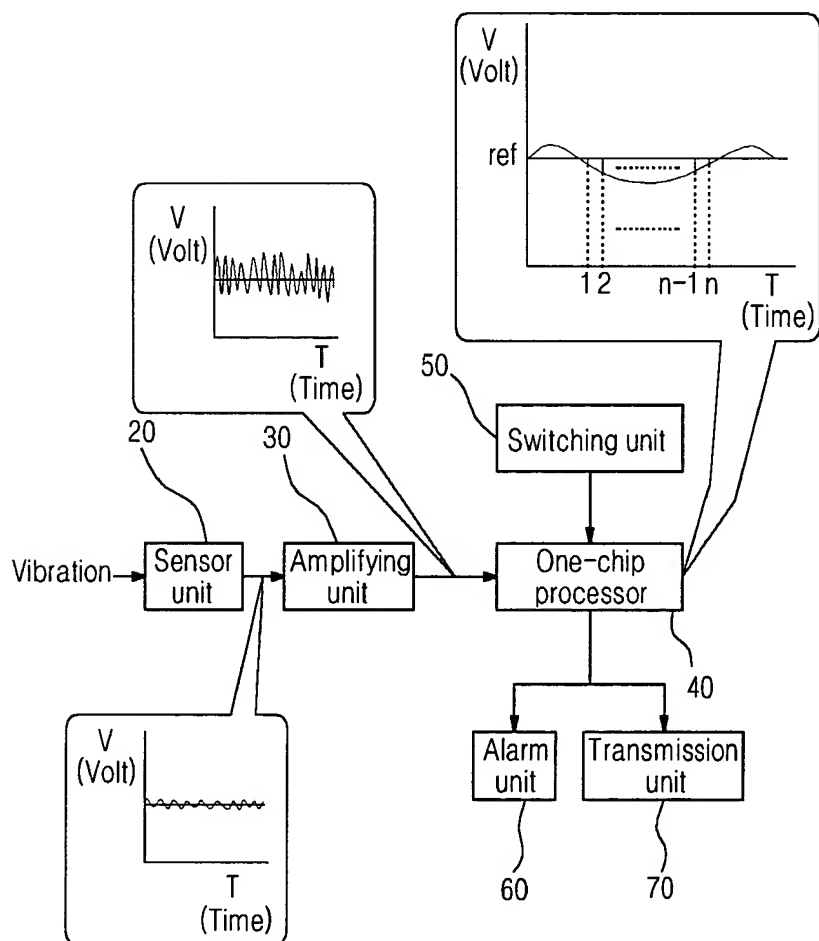 V
(Volt)
ref
1 2 n-1 n
T
(Time)
V
(Volt)
T
(Time)
50
Switching unit
20
30
Vibration
Sensor
unit
Amplifying
unit
One-chip
processor
40
V
(Volt)
T
(Time)
Alarm
unit
Transmission
unit
60
70